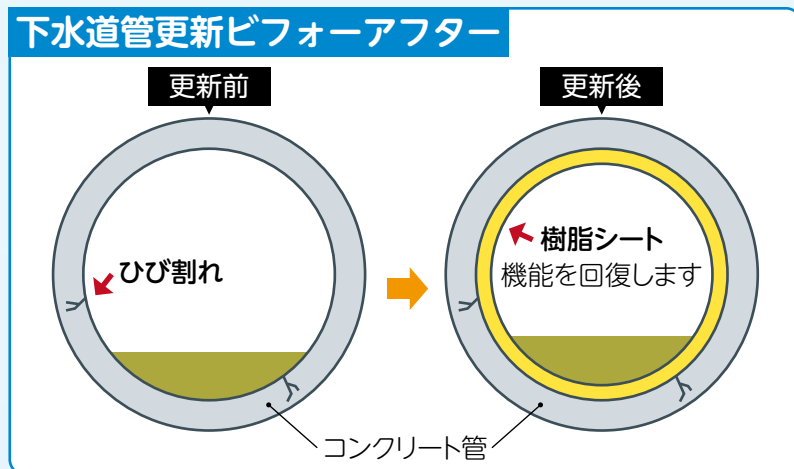 下水道管更新ビフォーアフター
更新前
更新後
ひび割れ
樹脂シート
機能を回復します
コンクリート管